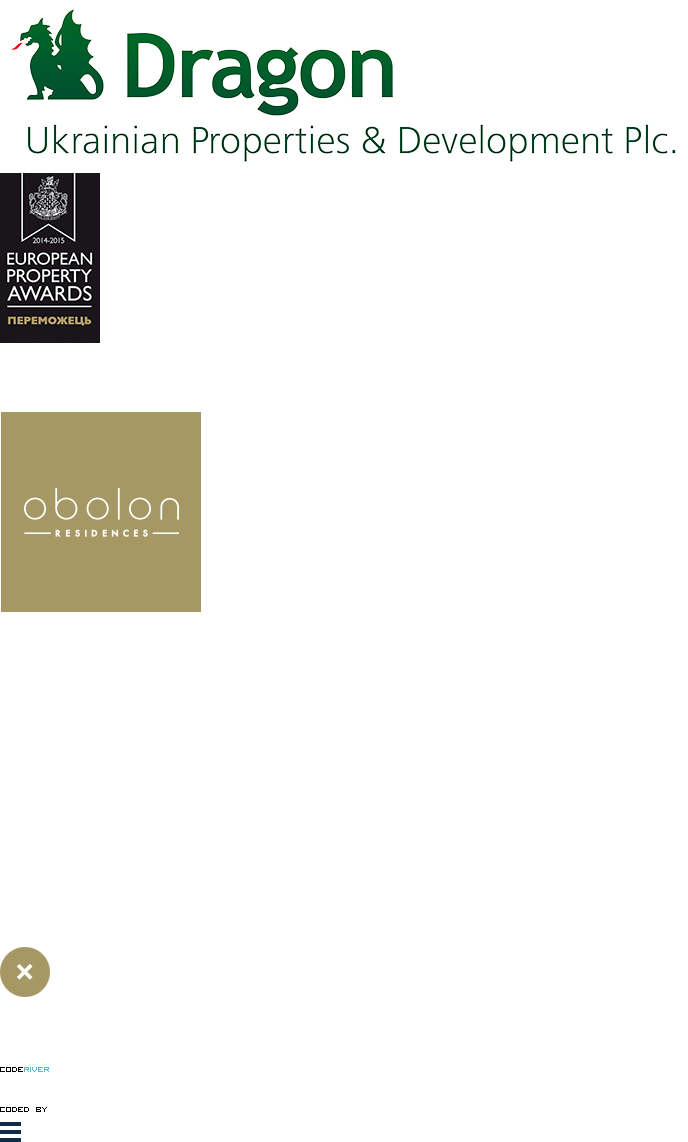 Dragon
Ukrainian Properties & Development Plc.
2014-2015
EUROPEAN
PROPERTY
AWARDS
ПЕРЕМОЖЕЦЬ
obolon
RESIDENCES
CODERIVER
CODED BY